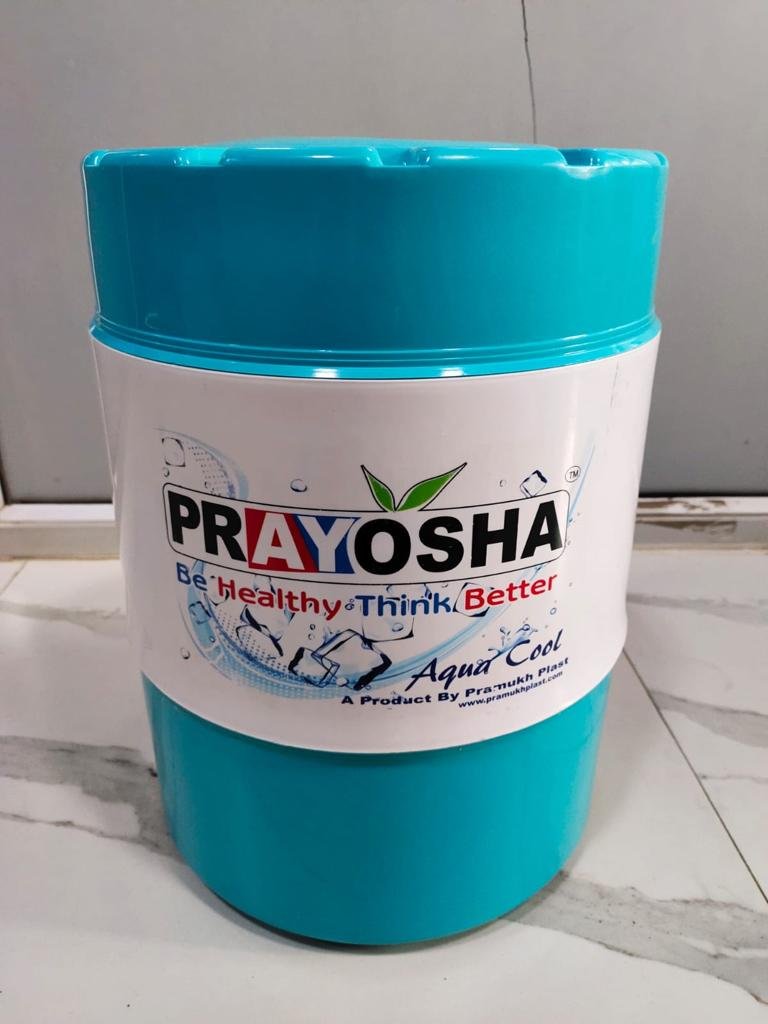 PRAYOSHA TM
Be Healthy Think Better
Aqua Cool
A Product By Pramukh Plast
www.pramukhplast.com